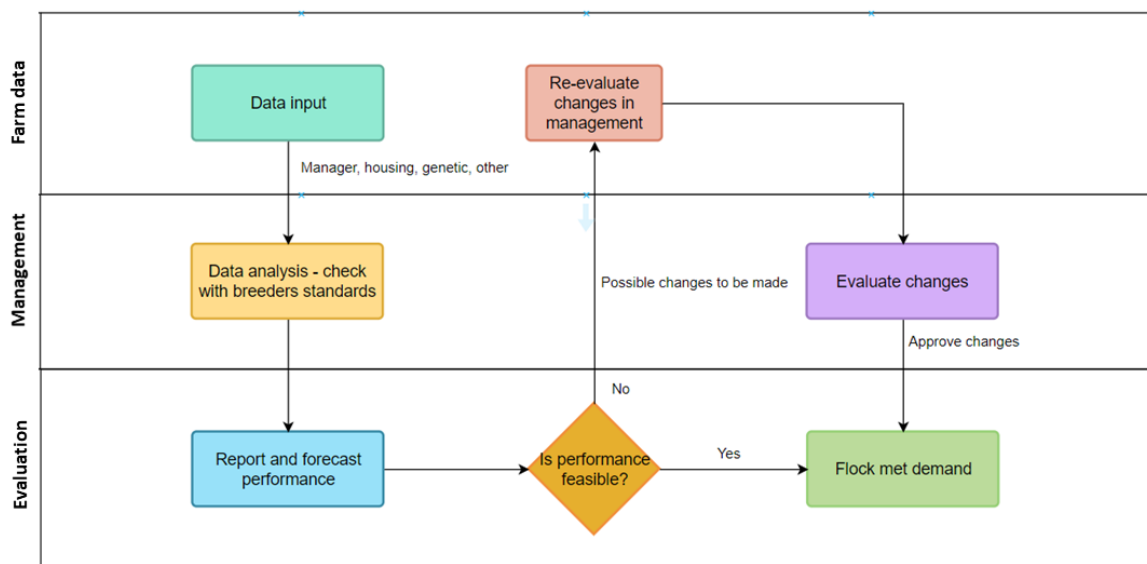 Farm data
Data input
Re-evaluate
changes in
management
Manager, housing, genetic, other
Management
Data analysis - check
with breeders standards
Possible changes to be made
Evaluate changes
Approve changes
Evaluation
No
Report and forecast
performance
Is performance
feasible?
Yes
Flock met demand